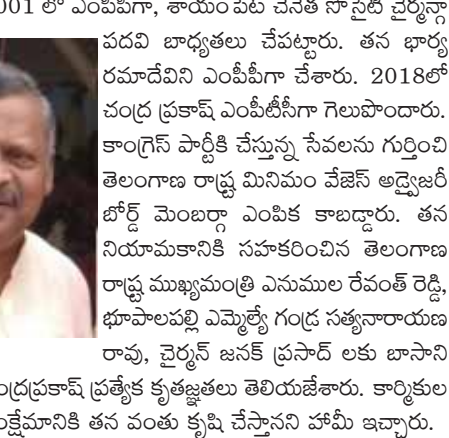 001 లో ఎంపీపీగా, శాయంపేట చేనేత సొసైటీ చైర్మన్గా
పదవి బాధ్యతలు చేపట్టారు. తన భార్య
రమాదేవిని ఎంపీపీగా చేశారు. 2018లో
చంద్ర ప్రకాష్ ఎంపీటీసీగా గెలుపొందారు.
కాంగ్రెస్ పార్టీకి చేస్తున్న సేవలను గుర్తించి
తెలంగాణ రాష్ట్ర మినిమం వేజెస్ అడ్వైజరీ
బోర్డ్ మెంబర్గా ఎంపిక కాబడ్డారు. తన
నియామకానికి సహకరించిన తెలంగాణ
రాష్ట్ర ముఖ్యమంత్రి ఎనుముల రేవంత్ రెడ్డి,
భూపాలపల్లి ఎమ్మెల్యే గండ్ర సత్యనారాయణ
రావు, చైర్మన్ జనక్ ప్రసాద్ లకు బాసాని
ంద్రప్రకాష్ ప్రత్యేక కృతజ్ఞతలు తెలియజేశారు. కార్మికుల
ంక్షేమానికి తన వంతు కృషి చేస్తానని హామీ ఇచ్చారు.